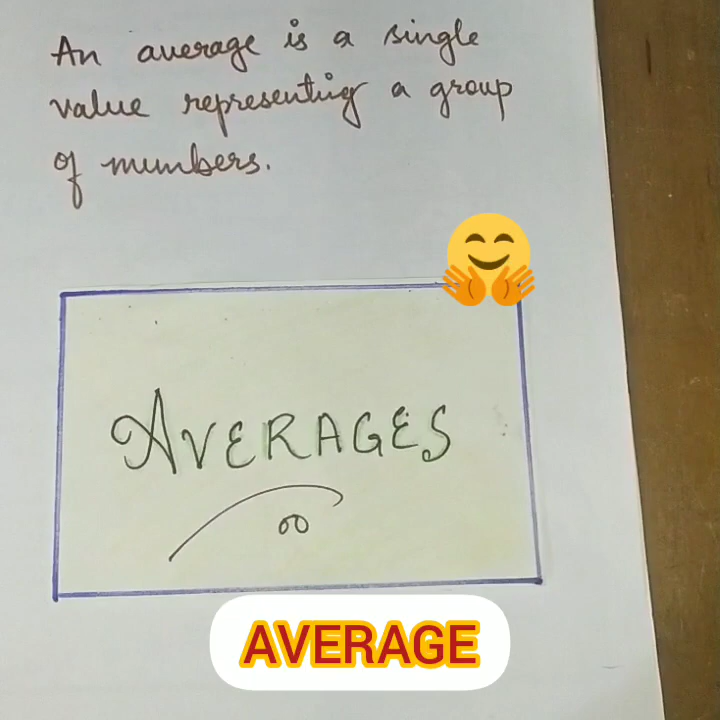 An average is a single
value representing a group
of numbers.
AVERAGES
AVERAGE